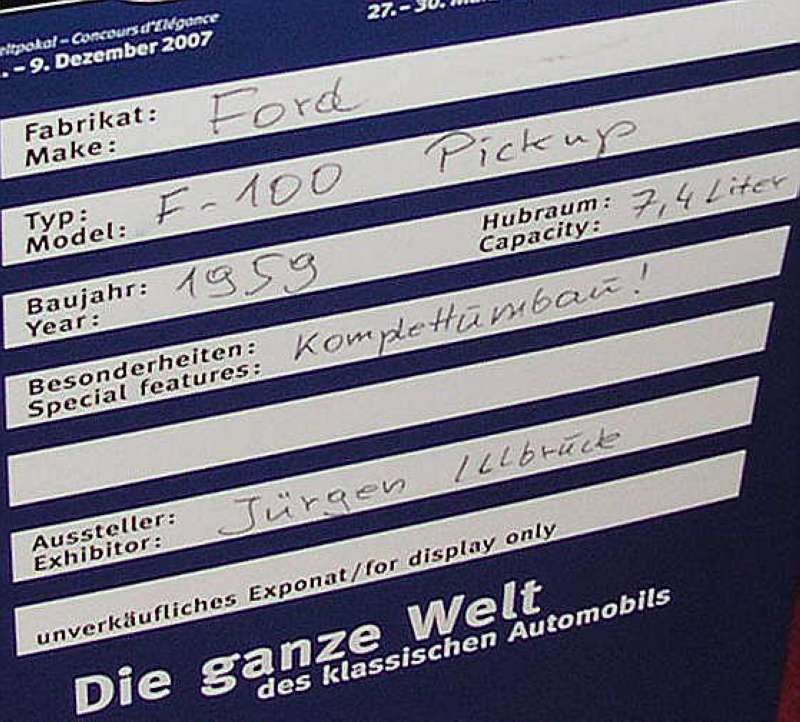 eltpokal – Concours d'Elégance
. – 9. Dezember 2007
27. – 30.
Fabrikat: Ford
Make:
Typ: F-100 Pickup
Model:
Hubraum: 7,4 Liter
Capacity:
Baujahr: 1959
Year:
Besonderheiten: Komplettumbau!
Special features:
Aussteller: Jürgen Illbrück
Exhibitor:
unverkäufliches Exponat/for display only
Die ganze Welt
des klassischen Automobils